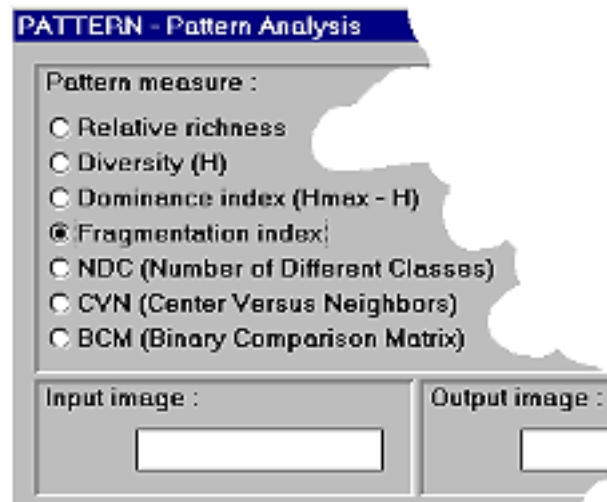 PATTERN - Pattern Analysis
Pattern measure :
Relative richness
Diversity (H)
Dominance index (Hmax - H)
Fragmentation index
NDC (Number of Different Classes)
CVN (Center Versus Neighbors)
BCM (Binary Comparison Matrix)
Input image :
Output image :